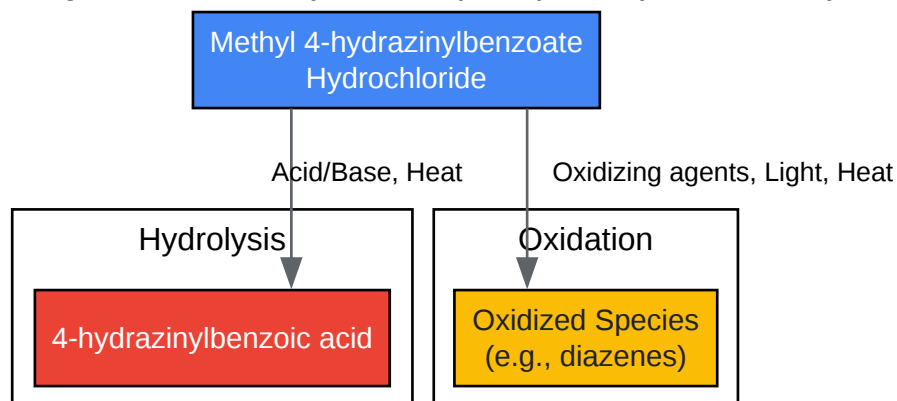 Methyl 4-hydrazinylbenzoate
Hydrochloride
Acid/Base, Heat
Oxidizing agents, Light, Heat
Hydrolysis
Oxidation
4-hydrazinylbenzoic acid
Oxidized Species
(e.g., diazenes)